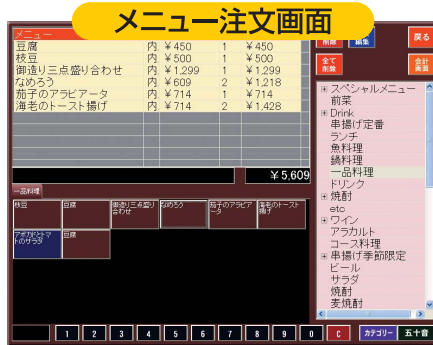 メニュー注文画面
メニュー
豆腐 内 ¥450 1 ¥450
枝豆 内 ¥500 1 ¥500
御造り三点盛り合わせ 内 ¥1,299 1 ¥1,299
なめろう 内 ¥609 2 ¥1,218
茄子のアラビアータ 内 ¥714 1 ¥714
海老のトースト揚げ 内 ¥714 2 ¥1,428
¥5,609
削除 編集 戻る
全て
削除
会計
画面
スペシャルメニュー
前菜
Drink
串揚げ定番
ランチ
魚料理
鍋料理
一品料理
ドリンク
焼酎
etc
ワイン
アラカルト
コース料理
串揚げ季節限定
ビール
サラダ
焼酎
麦焼酎
一品料理
枝豆
豆腐
御造り三点盛り
合わせ
なめろう
茄子のアラビア
ータ
海老のトースト
揚げ
アボカドとトマ
トのサラダ
豆腐
1 2 3 4 5 6 7 8 9 0 C カテゴリー 五十音